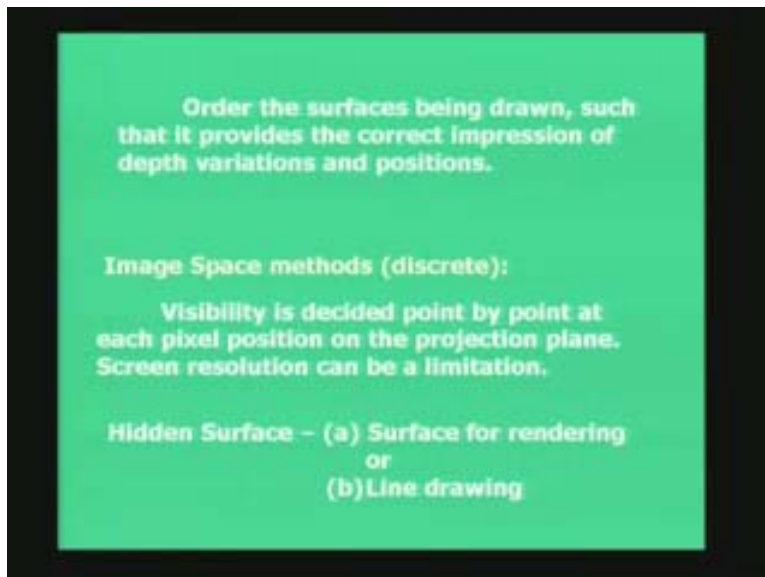 Order the surfaces being drawn, such
that it provides the correct impression of
depth variations and positions.
Image Space methods (discrete):
Visibility is decided point by point at
each pixel position on the projection plane.
Screen resolution can be a limitation.
Hidden Surface – (a) Surface for rendering
or
(b)Line drawing